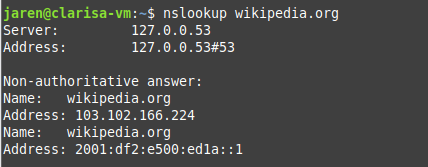 jaren@clarisa-vm:~$ nslookup wikipedia.org
Server:         127.0.0.53
Address:        127.0.0.53#53

Non-authoritative answer:
Name:   wikipedia.org
Address: 103.102.166.224
Name:   wikipedia.org
Address: 2001:df2:e500:ed1a::1